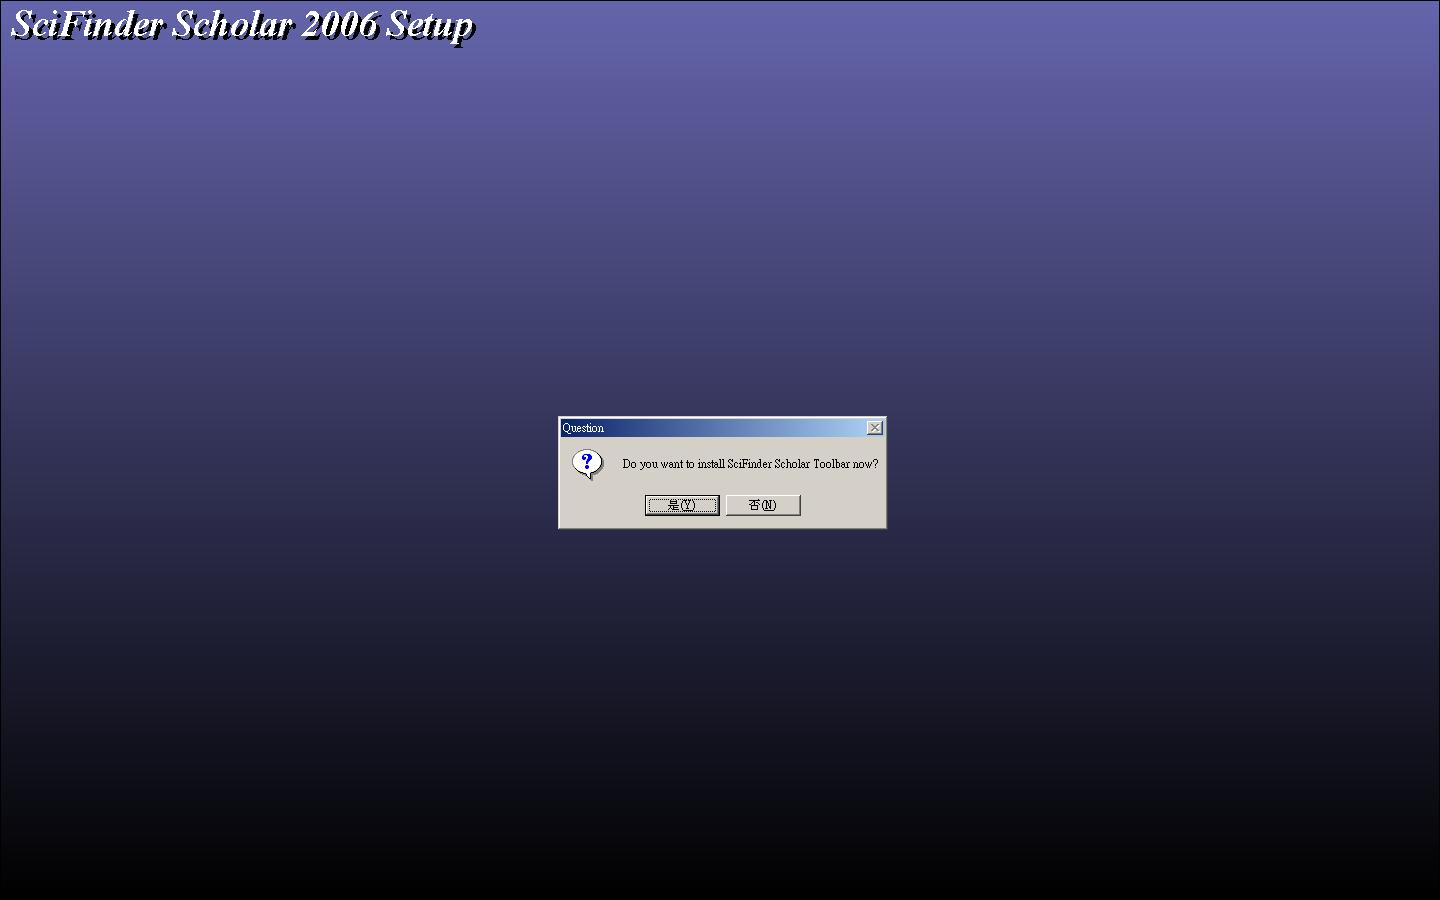 SciFinder Scholar 2006 Setup
Question
Do you want to install SciFinder Scholar Toolbar now?
是(Y) 否(N)